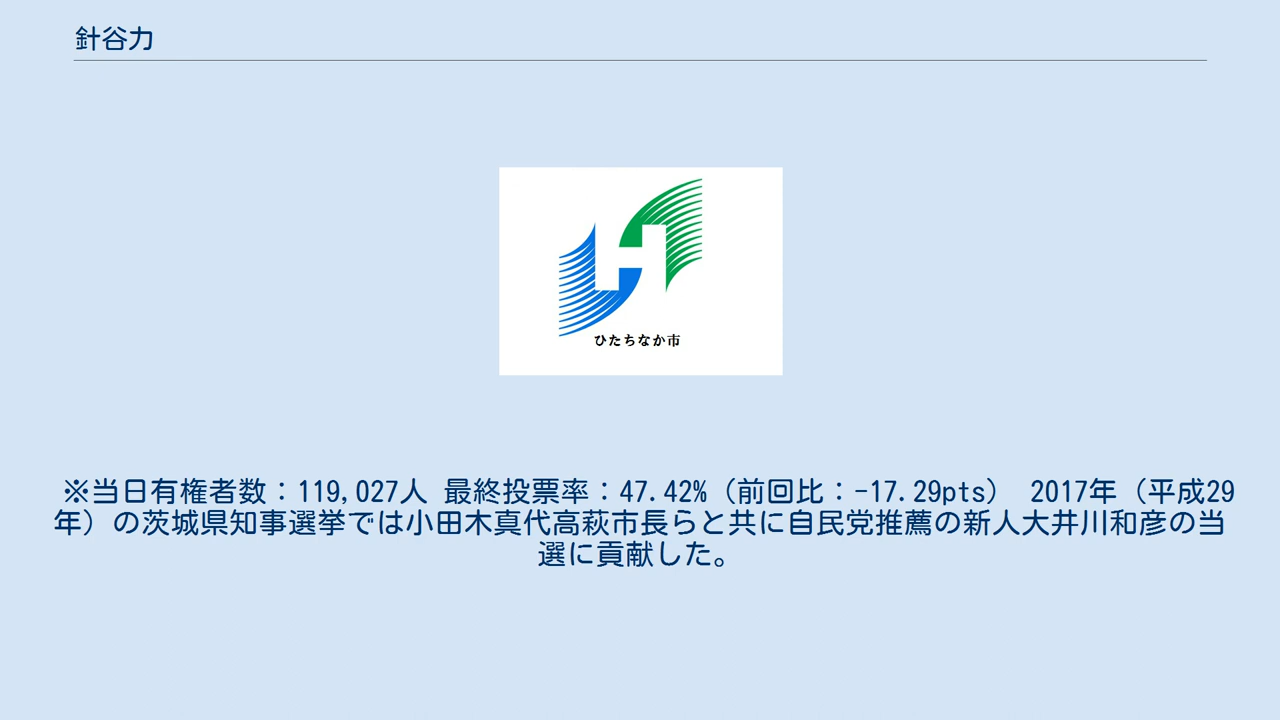 針谷力
ひたちなか市
※当日有権者数：119,027人 最終投票率：47.42%（前回比：-17.29pts） 2017年（平成29
年）の茨城県知事選挙では小田木真代高萩市長らと共に自民党推薦の新人大井川和彦の当
選に貢献した。